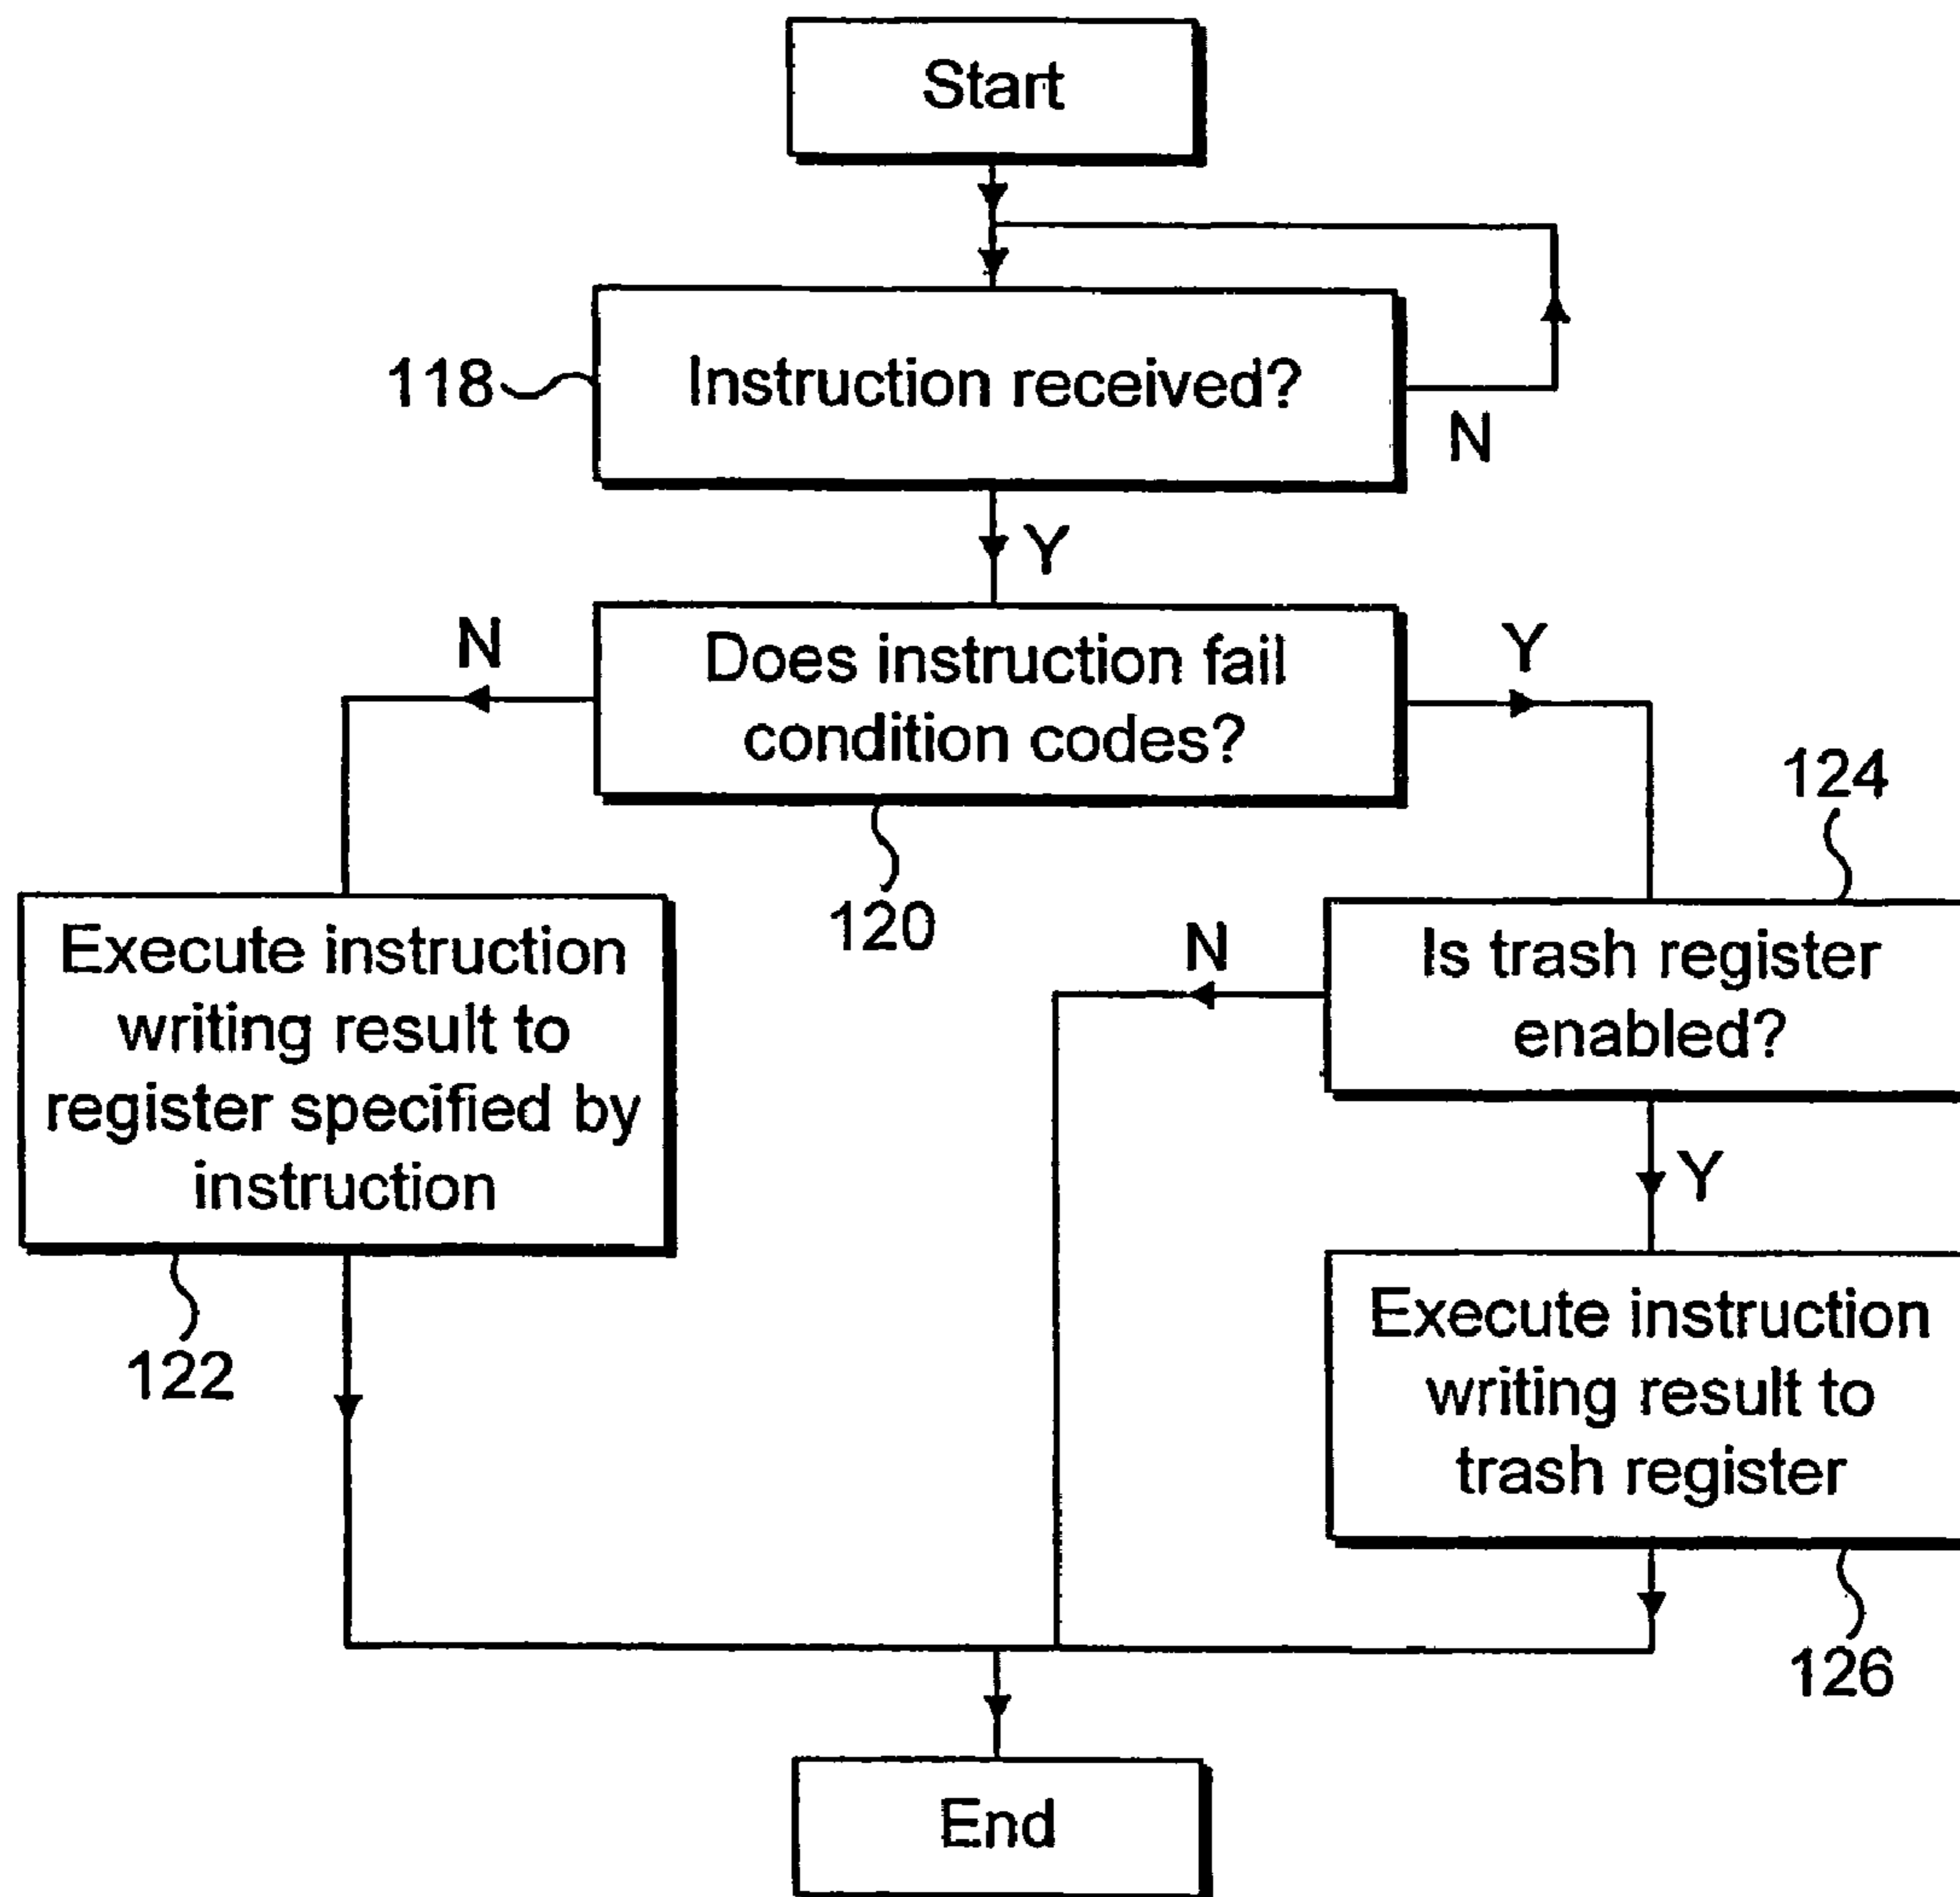 Start
118
Instruction received?
N
Y
N
Does instruction fail
condition codes?
Y
120
124
Execute instruction
writing result to
register specified by
instruction
122
N
Is trash register
enabled?
Y
Execute instruction
writing result to
trash register
126
End